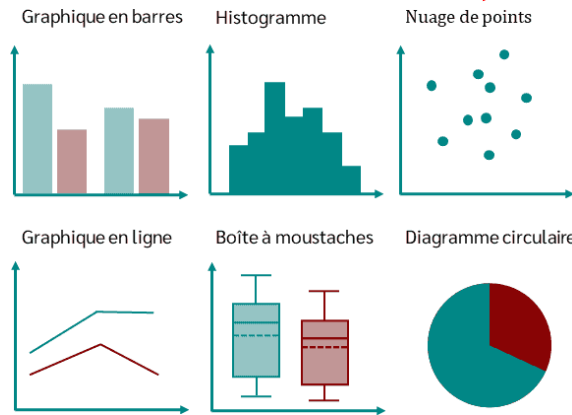 Graphique en barres
Histogramme
Nuage de points
Graphique en ligne
Boîte à moustaches
Diagramme circulaire